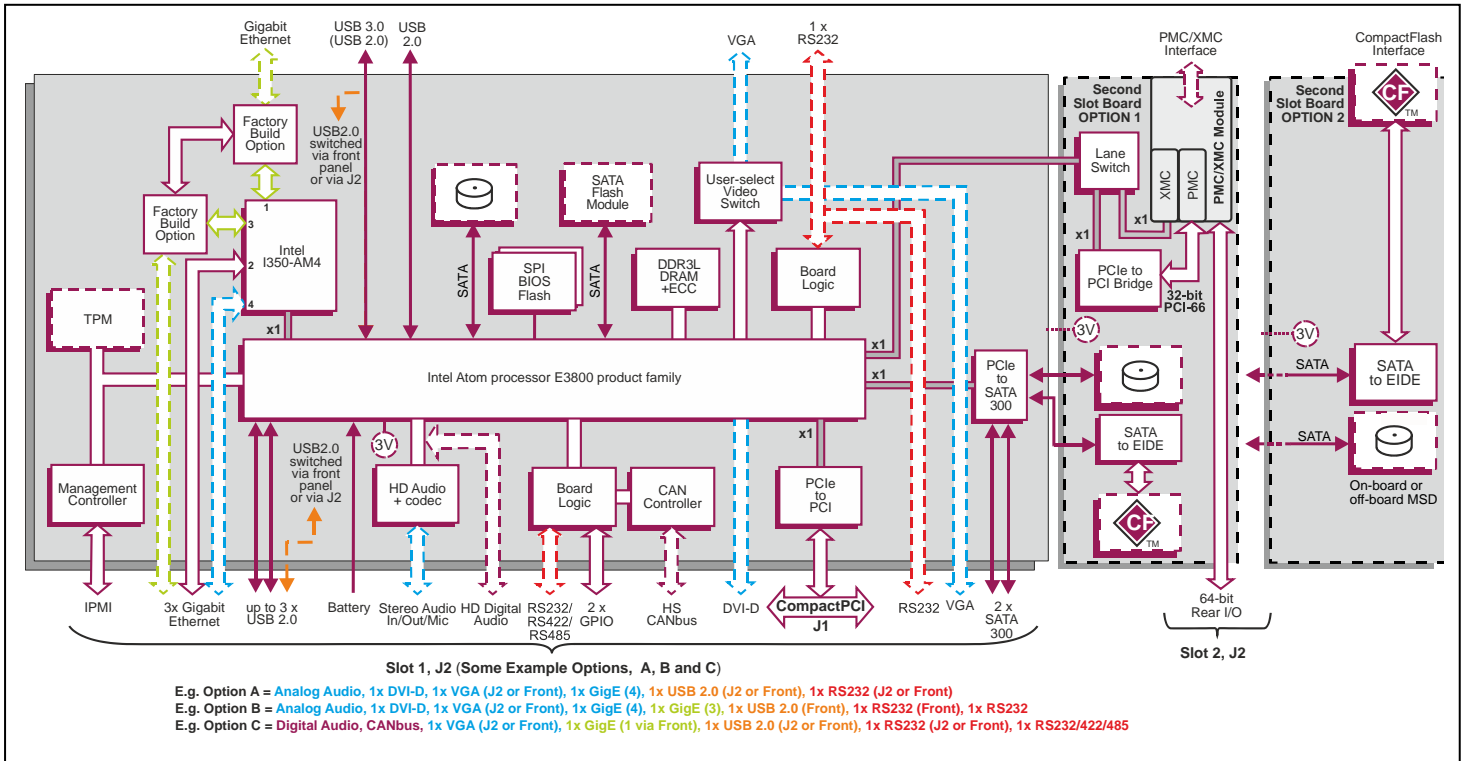 Gigabit
Ethernet
USB 3.0
(USB 2.0)
USB
2.0
VGA
1 x
RS232
PMC/XMC
Interface
CompactFlash
Interface
Factory
Build
Option
USB2.0
switched
via front
panel
or via J2
Factory
Build
Option
1
3
2
4
Intel
I350-AM4
x1
TPM
SATA
SPI
BIOS
Flash
SATA
Flash
Module
SATA
DDR3L
DRAM
+ECC
User-select
Video
Switch
Board
Logic
Second
Slot Board
OPTION 1
Lane
Switch
XMC
PMC
PMC/XMC Module
x1
x1
PCIe to
PCI Bridge
32-bit
PCI-66
Second
Slot Board
OPTION 2
CF
TM
3V
3V
Intel Atom processor E3800 product family
x1
x1
x1
PCIe
to
SATA
300
SATA
to EIDE
CF
TM
SATA
SATA
to EIDE
SATA
On-board or
off-board MSD
Management
Controller
USB2.0
switched
via front
panel
or via J2
3V
HD Audio
+ codec
Board
Logic
CAN
Controller
PCIe
to
PCI
IPMI
3x Gigabit
Ethernet
up to 3 x
USB 2.0
Battery
Stereo Audio
In/Out/Mic
HD Digital
Audio
RS232/
RS422/
RS485
2 x
GPIO
HS
CANbus
DVI-D
CompactPCI
J1
RS232
VGA
2 x
SATA
300
64-bit
Rear I/O
Slot 2, J2
Slot 1, J2 (Some Example Options, A, B and C)
E.g. Option A = Analog Audio, 1x DVI-D, 1x VGA (J2 or Front), 1x GigE (4), 1x USB 2.0 (J2 or Front), 1x RS232 (J2 or Front)
E.g. Option B = Analog Audio, 1x DVI-D, 1x VGA (J2 or Front), 1x GigE (4), 1x GigE (3), 1x USB 2.0 (Front), 1x RS232 (Front), 1x RS232
E.g. Option C = Digital Audio, CANbus, 1x VGA (J2 or Front), 1x GigE (1 via Front), 1x USB 2.0 (J2 or Front), 1x RS232 (J2 or Front), 1x RS232/422/485